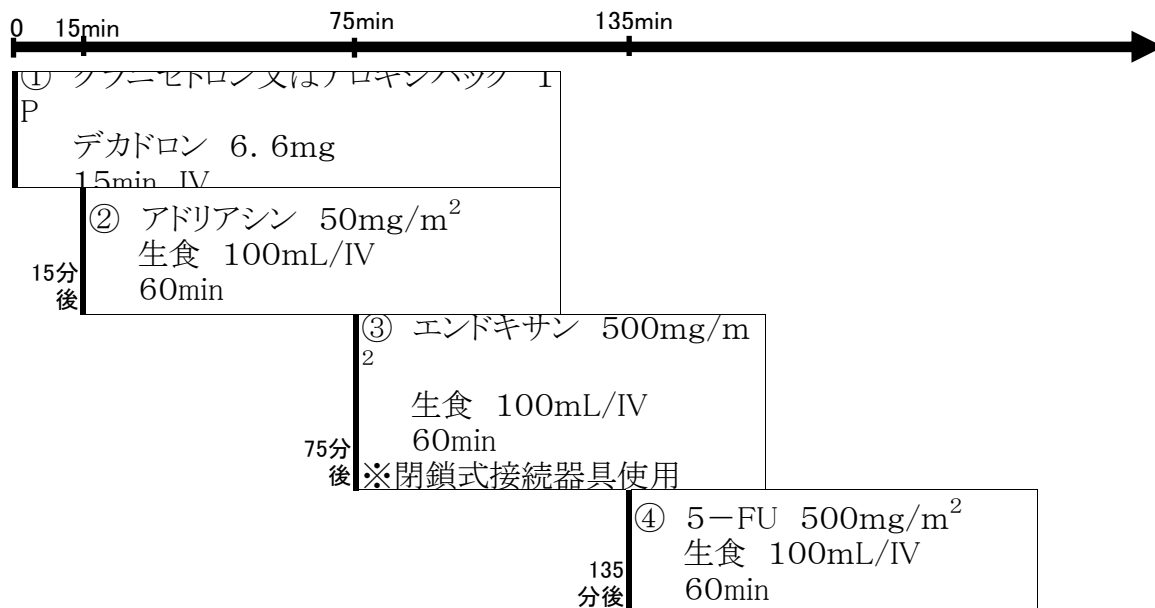 0 15min 75min 135min
① グラニセトロン又はアロキシバッグ 1
P
デカドロン 6.6mg
15min IV
② アドリアシン 50mg/m²
生食 100mL/IV
60min
15分
後
③ エンドキサン 500mg/m
2
生食 100mL/IV
60min
※閉鎖式接続器具使用
75分
後
④ 5－FU 500mg/m²
生食 100mL/IV
60min
135
分後